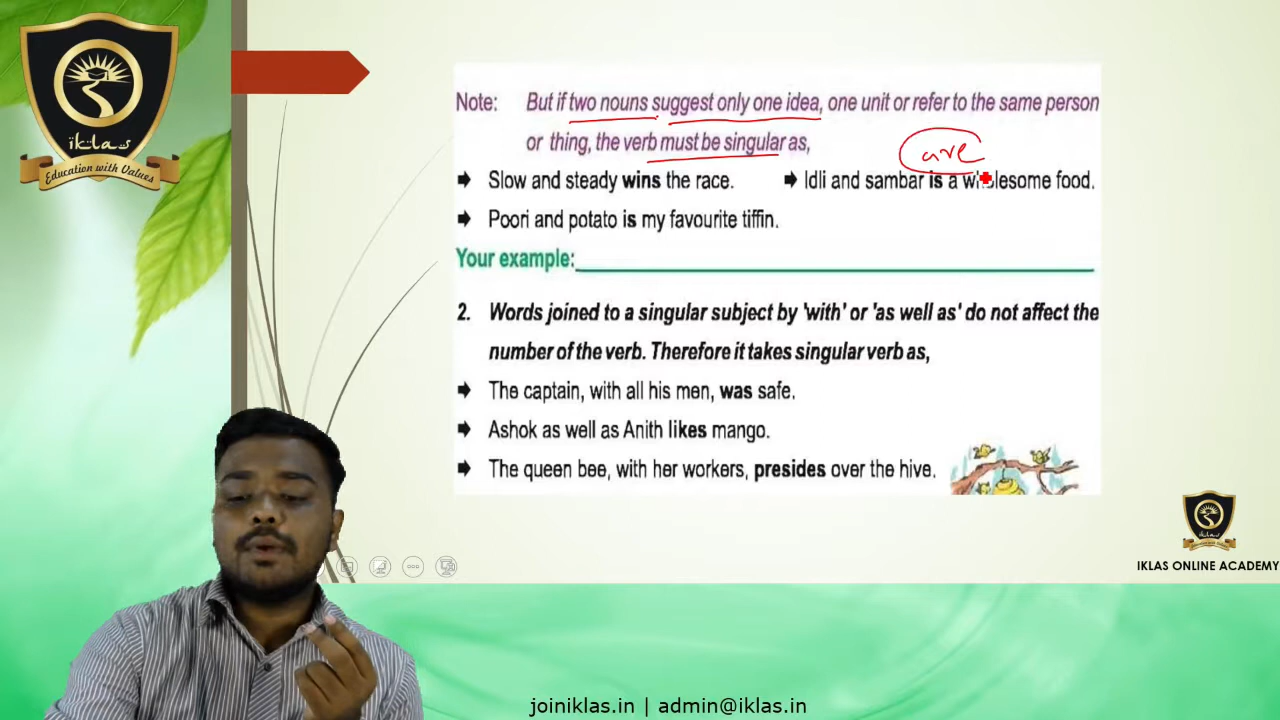 iklas
Education with Values
Note: But if two nouns suggest only one idea, one unit or refer to the same person
or thing, the verb must be singular as,
are
➔ Slow and steady wins the race. ➔ Idli and sambar is a wholesome food.
➔ Poori and potato is my favourite tiffin.
Your example:
2. Words joined to a singular subject by 'with' or 'as well as' do not affect the
number of the verb. Therefore it takes singular verb as,
➔ The captain, with all his men, was safe.
➔ Ashok as well as Anith likes mango.
➔ The queen bee, with her workers, presides over the hive.
iklas
IKLAS ONLINE ACADEMY
joiniklas.in | admin@iklas.in